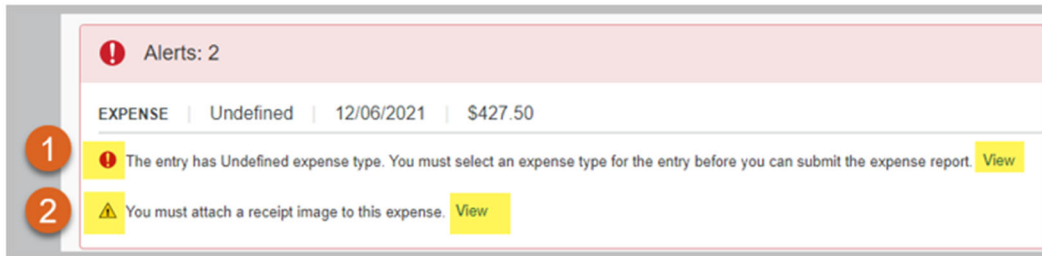 Alerts: 2
EXPENSE | Undefined | 12/06/2021 | $427.50
1
The entry has Undefined expense type. You must select an expense type for the entry before you can submit the expense report. View
2
You must attach a receipt image to this expense. View